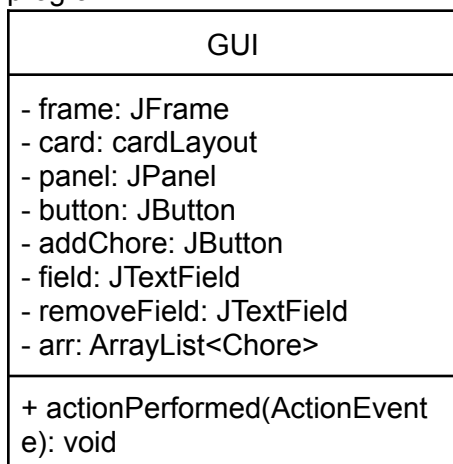 GUI
- frame: JFrame
- card: cardLayout
- panel: JPanel
- button: JButton
- addChore: JButton
- field: JTextField
- removeField: JTextField
- arr: ArrayList<Chore>
+ actionPerformed(ActionEvent
e): void